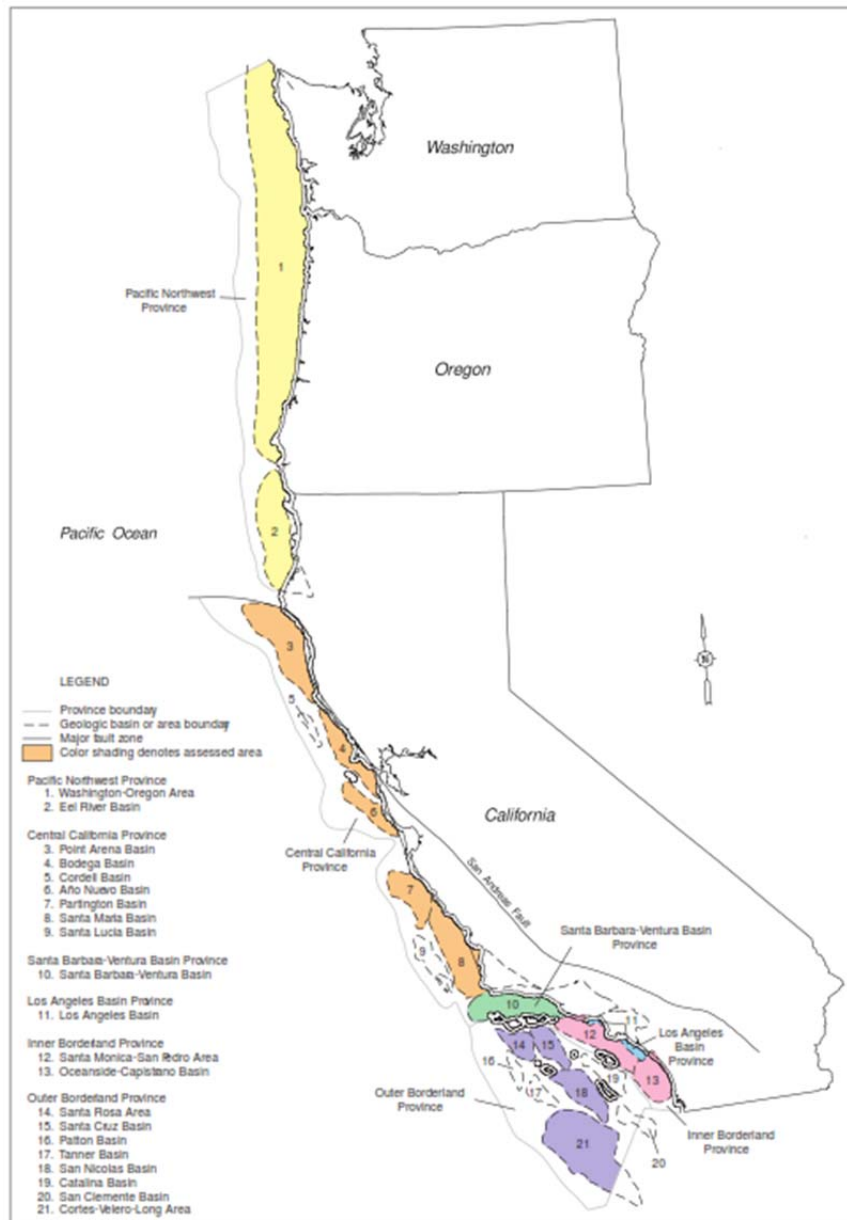 Washington
1
Pacific Northwest
Province
Oregon
Pacific Ocean
2
3
5
4
6
N
California
Central California
Province
San Andreas Fault
7
9
8
Santa Barbara-Ventura Basin
Province
10
11
12
Los Angeles
Basin
Province
13
14
15
16
17
18
19
Outer Borderland
Province
21
20
Inner Borderland
Province
LEGEND
Province boundary
Geologic basin or area boundary
Major fault zone
Color shading denotes assessed area
Pacific Northwest Province
1. Washington-Oregon Area
2. Eel River Basin
Central California Province
3. Point Arena Basin
4. Bodega Basin
5. Cordell Basin
6. Año Nuevo Basin
7. Partington Basin
8. Santa Maria Basin
9. Santa Lucia Basin
Santa Barbara-Ventura Basin Province
10. Santa Barbara-Ventura Basin
Los Angeles Basin Province
11. Los Angeles Basin
Inner Borderland Province
12. Santa Monica-San Pedro Area
13. Oceanside-Capistrano Basin
Outer Borderland Province
14. Santa Rosa Area
15. Santa Cruz Basin
16. Patton Basin
17. Tanner Basin
18. San Nicolas Basin
19. Catalina Basin
20. San Clemente Basin
21. Cortes-Velero-Long Area